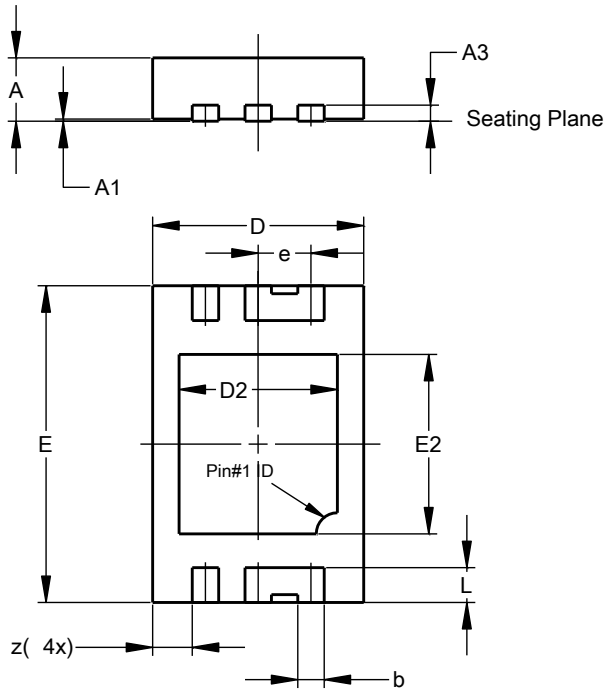 A
A3
Seating Plane
A1
D
e
D2
E
E2
Pin#1 ID
L
z( 4x)
b